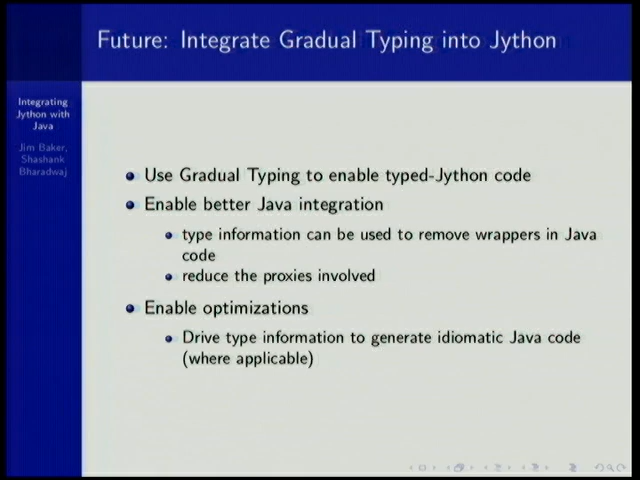 Future: Integrate Gradual Typing into Jython
Integrating
Jython with
Java
Jim Baker,
Shashank
Bharadwaj
Use Gradual Typing to enable typed-Jython code
Enable better Java integration
type information can be used to remove wrappers in Java
code
reduce the proxies involved
Enable optimizations
Drive type information to generate idiomatic Java code
(where applicable)